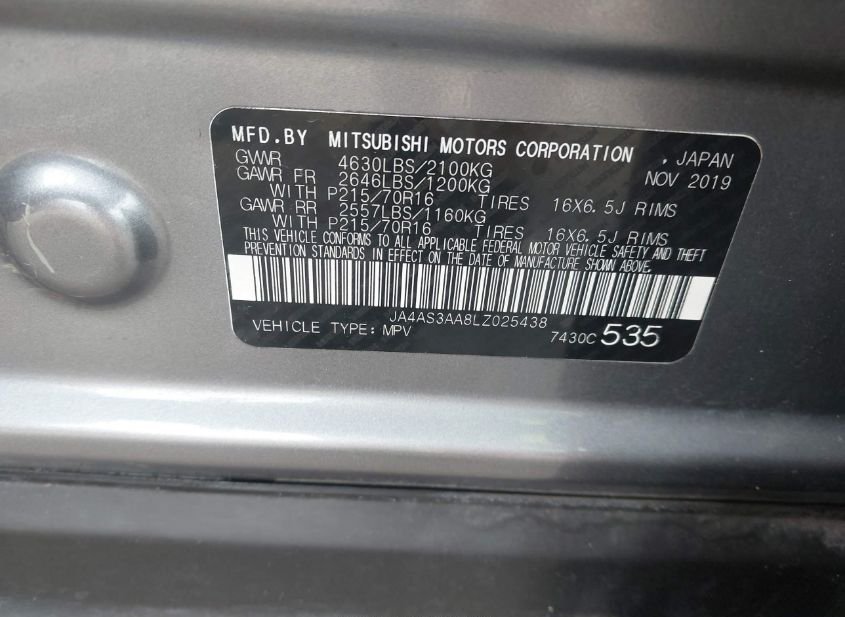 MFD.BY MITSUBISHI MOTORS CORPORATION , JAPAN
GVWR 4630LBS/2100KG NOV 2019
GAWR FR 2646LBS/1200KG
WITH P215/70R16 TIRES 16X6.5J RIMS
GAWR RR 2557LBS/1160KG
WITH P215/70R16 TIRES 16X6.5J RIMS
THIS VEHICLE CONFORMS TO ALL APPLICABLE FEDERAL MOTOR VEHICLE SAFETY AND THEFT
PREVENTION STANDARDS IN EFFECT ON THE DATE OF MANUFACTURE SHOWN ABOVE.
JA4AS3AA8LZ025438
VEHICLE TYPE: MPV 7430C 535